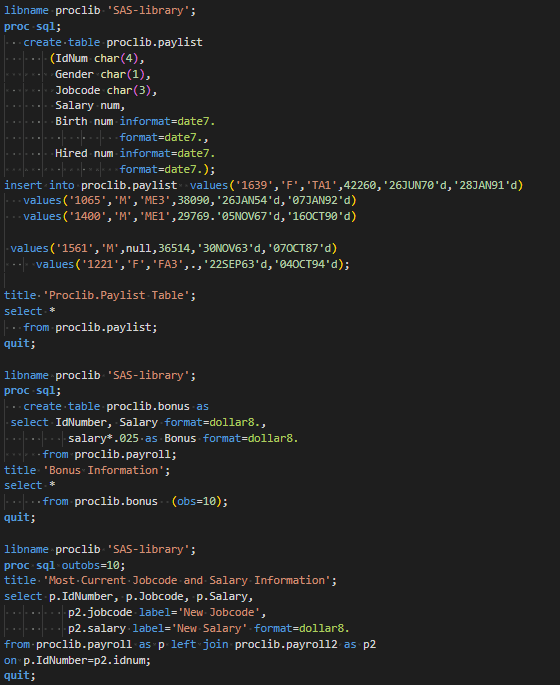 libname proclib 'SAS-library';
proc sql;
create table proclib.paylist
(IdNum char(4),
Gender char(1),
Jobcode char(3),
Salary num,
Birth num informat=date7.
format=date7.,
Hired num informat=date7.
format=date7.);
insert into proclib.paylist values('1639','F','TA1',42260,'26JUN70'd,'28JAN91'd)
values('1065','M','ME3',38090,'26JAN54'd,'07JAN92'd)
values('1400','M','ME1',29769.'05NOV67'd,'16OCT90'd)
values('1561','M',null,36514,'30NOV63'd,'07OCT87'd)
values('1221','F','FA3',.,'22SEP63'd,'04OCT94'd);
title 'Proclib.Paylist Table';
select *
from proclib.paylist;
quit;
libname proclib 'SAS-library';
proc sql;
create table proclib.bonus as
select IdNumber, Salary format=dollar8.,
salary*.025 as Bonus format=dollar8.
from proclib.payroll;
title 'Bonus Information';
select *
from proclib.bonus (obs=10);
quit;
libname proclib 'SAS-library';
proc sql outobs=10;
title 'Most Current Jobcode and Salary Information';
select p.IdNumber, p.Jobcode, p.Salary,
p2.jobcode label='New Jobcode',
p2.salary label='New Salary' format=dollar8.
from proclib.payroll as p left join proclib.payroll2 as p2
on p.IdNumber=p2.idnum;
quit;